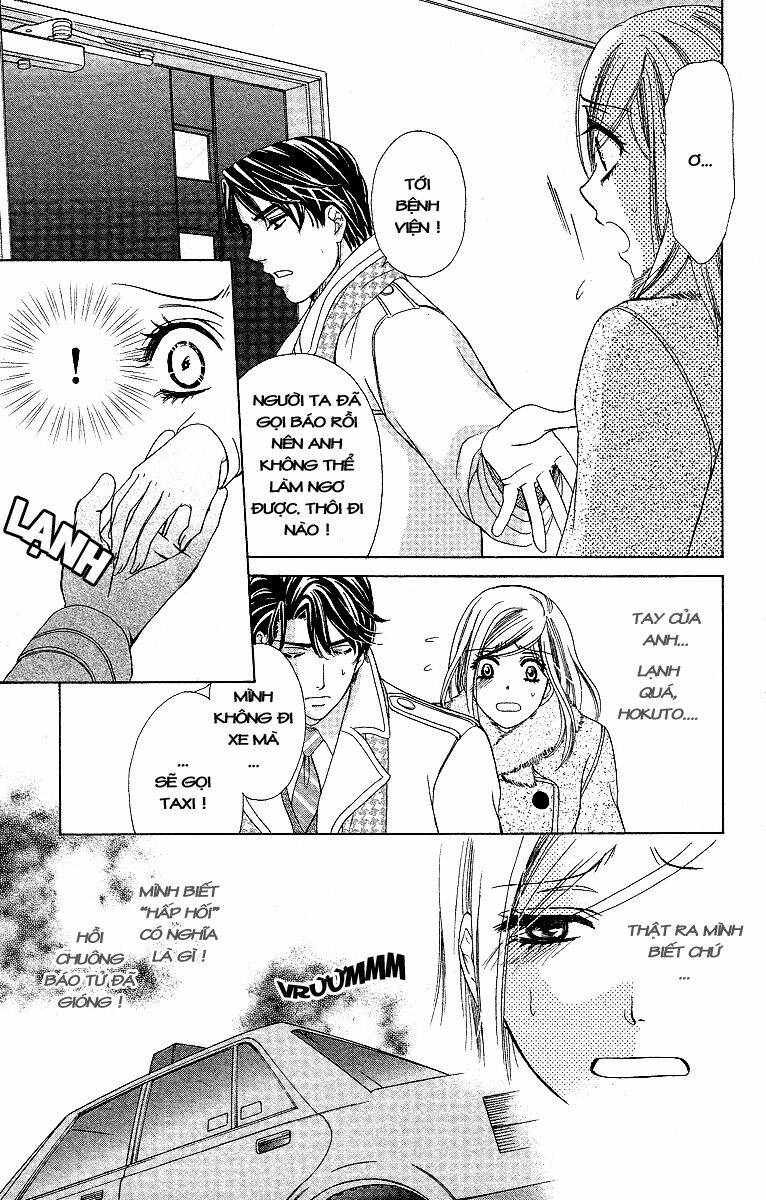 Ơ...
TỚI
BỆNH
VIỆN !
NGƯỜI TA ĐÃ
GỌI BÁO RỒI
NÊN ANH
KHÔNG THỂ
LÀM NGƠ
ĐƯỢC. THÔI ĐI
NÀO !
!
LẠNH
TAY CỦA
ANH...
LẠNH
QUÁ,
HOKUTO....
MÌNH
KHÔNG ĐI
XE MÀ
...
...
SẼ GỌI
TAXI !
THẬT RA MÌNH
BIẾT CHỨ
...
MÌNH BIẾT
“HẤP HỐI”
CÓ NGHĨA
LÀ GÌ !
HỒI
CHUÔNG
BÁO TỬ ĐÃ
GIÓNG !
VRƯƯMMM